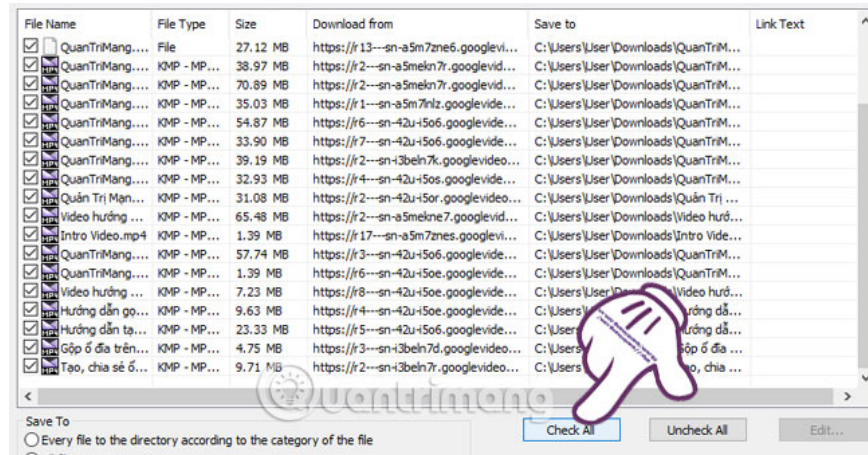 File Name File Type Size Download from Save to Link Text
QuanTriMang.... File 27.12 MB https://r13---sn-a5m7zne6.googlevi... C:\Users\User\Downloads\QuanTriM...
QuanTriMang.... KMP - MP... 38.97 MB https://r2---sn-a5mekn7r.googlevid... C:\Users\User\Downloads\QuanTriM...
QuanTriMang.... KMP - MP... 70.89 MB https://r2---sn-a5mekn7r.googlevid... C:\Users\User\Downloads\QuanTriM...
QuanTriMang.... KMP - MP... 35.03 MB https://r1---sn-a5m7lnlz.googlevide... C:\Users\User\Downloads\QuanTriM...
QuanTriMang.... KMP - MP... 54.87 MB https://r6---sn-42u-i5o6.googlevide... C:\Users\User\Downloads\QuanTriM...
QuanTriMang.... KMP - MP... 33.90 MB https://r7---sn-42u-i5o6.googlevide... C:\Users\User\Downloads\QuanTriM...
QuanTriMang.... KMP - MP... 39.19 MB https://r2---sn-i3beln7k.googlevideo... C:\Users\User\Downloads\QuanTriM...
QuanTriMang.... KMP - MP... 32.93 MB https://r4---sn-42u-i5os.googlevide... C:\Users\User\Downloads\QuanTriM...
Quản Trị Mạn... KMP - MP... 31.08 MB https://r2---sn-42u-i5or.googlevideo... C:\Users\User\Downloads\Quản Trị ...
Video hướng ... KMP - MP... 65.48 MB https://r2---sn-a5mekne7.googlevid... C:\Users\User\Downloads\Video hướ...
Intro Video.mp4 KMP - MP... 1.39 MB https://r17---sn-a5m7znes.googlevi... C:\Users\User\Downloads\Intro Vide...
QuanTriMang.... KMP - MP... 57.74 MB https://r3---sn-42u-i5o6.googlevide... C:\Users\User\Downloads\QuanTriM...
QuanTriMang.... KMP - MP... 1.39 MB https://r6---sn-42u-i5oe.googlevide... C:\Users\User\Downloads\QuanTriM...
Video hướng ... KMP - MP... 7.23 MB https://r8---sn-42u-i5oe.googlevide... C:\Users\User\Downloads\Video hướ...
Hướng dẫn gọ... KMP - MP... 9.63 MB https://r4---sn-42u-i5oe.googlevide... C:\Users\User
Hướng dẫn tạ... KMP - MP... 23.33 MB https://r5---sn-42u-i5o6.googlevide... C:\Users
Gộp ổ đĩa trên... KMP - MP... 4.75 MB https://r3---sn-i3beln7d.googlevideo... C:\Users Gộp ổ đĩa ...
Tạo, chia sẻ ổ... KMP - MP... 9.71 MB https://r2---sn-i3beln7r.googlevideo... C:\Users chia ...
Quantrimang
Save To
Every file to the directory according to the category of the file
Check All Uncheck All Edit...